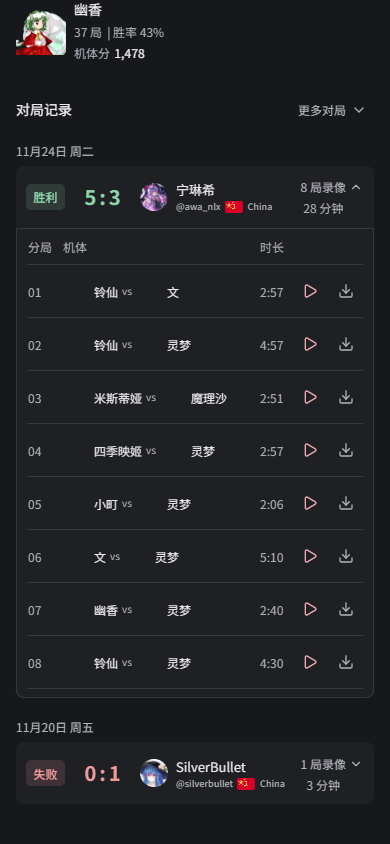 幽香
37 局 | 胜率 43%
机体分 1,478
对局记录 更多对局
11月24日 周二
胜利 5:3 宁琳希 8 局录像
@awa_nlx China 28 分钟
分局 机体 时长
01 铃仙 vs 文 2:57
02 铃仙 vs 灵梦 4:57
03 米斯蒂娅 vs 魔理沙 2:51
04 四季映姬 vs 灵梦 2:57
05 小町 vs 灵梦 2:06
06 文 vs 灵梦 5:10
07 幽香 vs 灵梦 2:40
08 铃仙 vs 灵梦 4:30
11月20日 周五
失败 0:1 SilverBullet 1 局录像
@silverbullet China 3 分钟